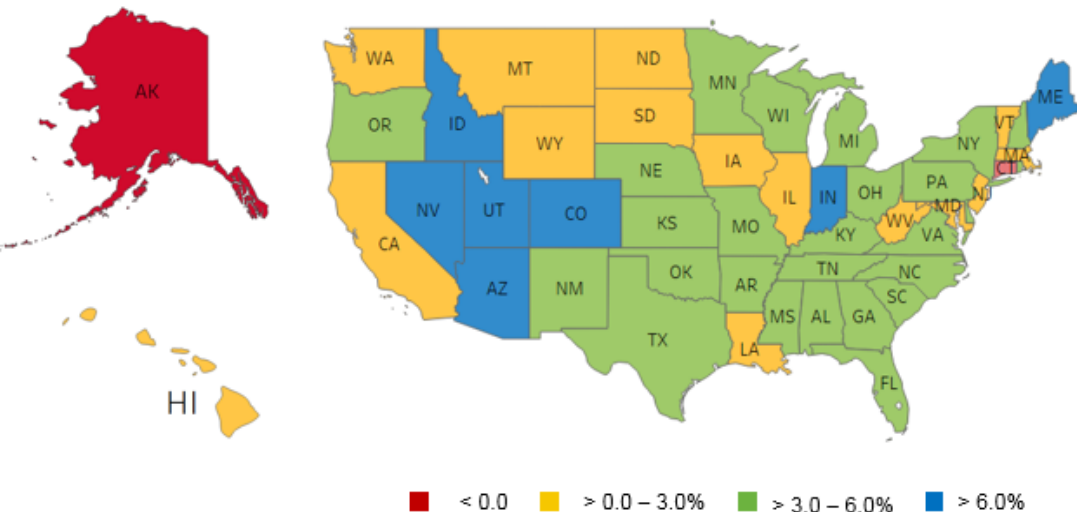 AK
HI
WA
MT
ND
MN
OR
ID
WY
SD
WI
MI
NY
VT
ME
MA
CT
NV
UT
CO
NE
IA
IL
IN
OH
PA
NJ
MD
CA
KS
MO
KY
WV
VA
AZ
NM
OK
AR
TN
NC
SC
TX
LA
MS
AL
GA
FL
< 0.0
> 0.0 – 3.0%
> 3.0 – 6.0%
> 6.0%